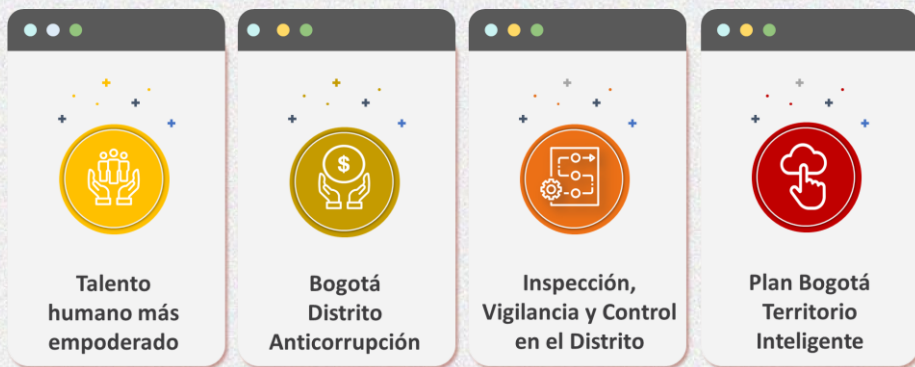 Talento
humano más
empoderado
Bogotá
Distrito
Anticorrupción
Inspección,
Vigilancia y Control
en el Distrito
Plan Bogotá
Territorio
Inteligente
$